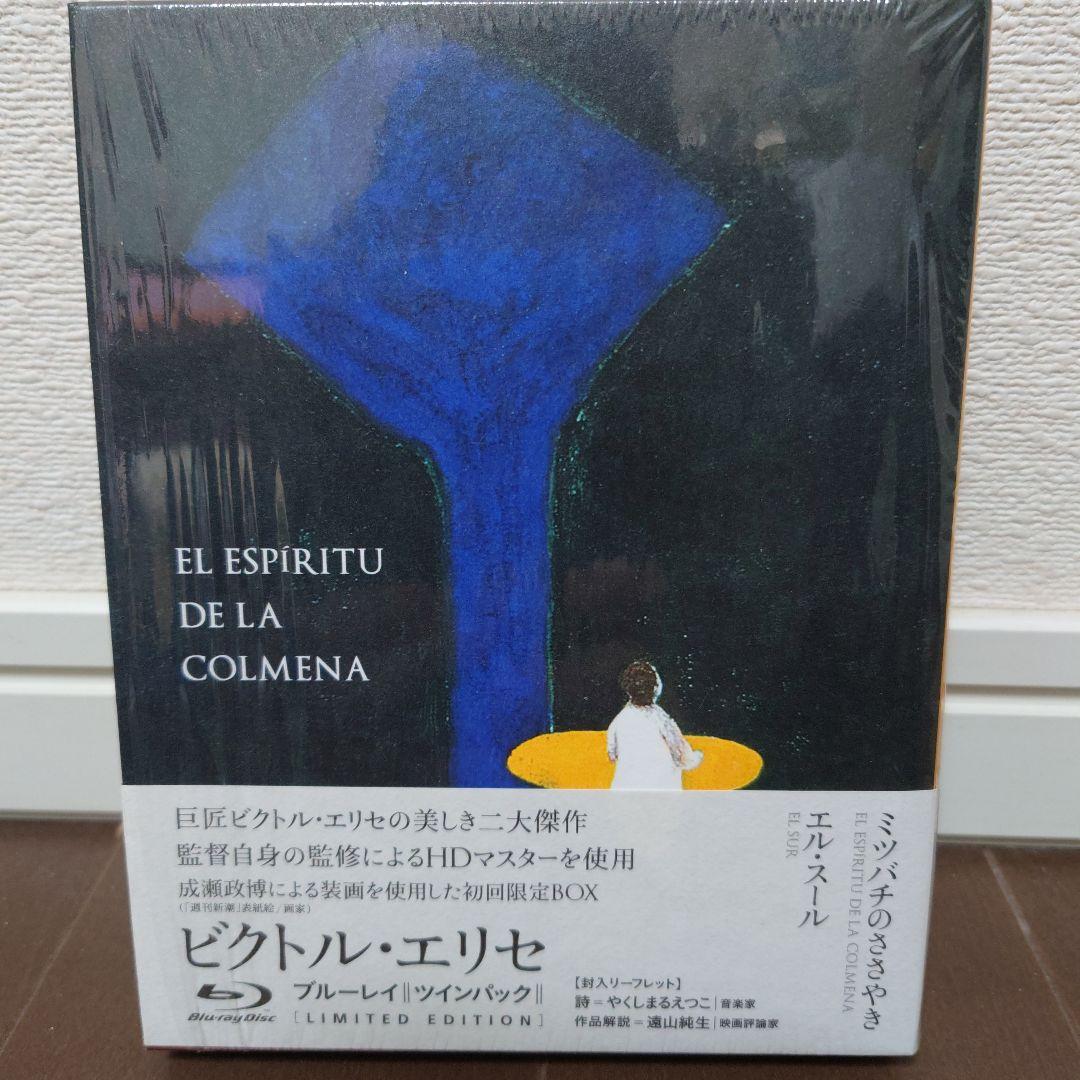 EL ESPÍRITU
DE LA
COLMENA
巨匠ビクトル・エリセの美しき二大傑作
監督自身の監修によるHDマスターを使用
成瀬政博による装画を使用した初回限定BOX
(「週刊新潮」表紙絵/画家)
ビクトル・エリセ
Blu-ray Disc
ブルーレイ‖ツインパック‖
[LIMITED EDITION]
ミツバチのささやき
EL ESPÍRITU DE LA COLMENA
エル・スール
EL SUR
【封入リーフレット】
詩=やくしまるえつこ|音楽家
作品解説=遠山純生|映画評論家